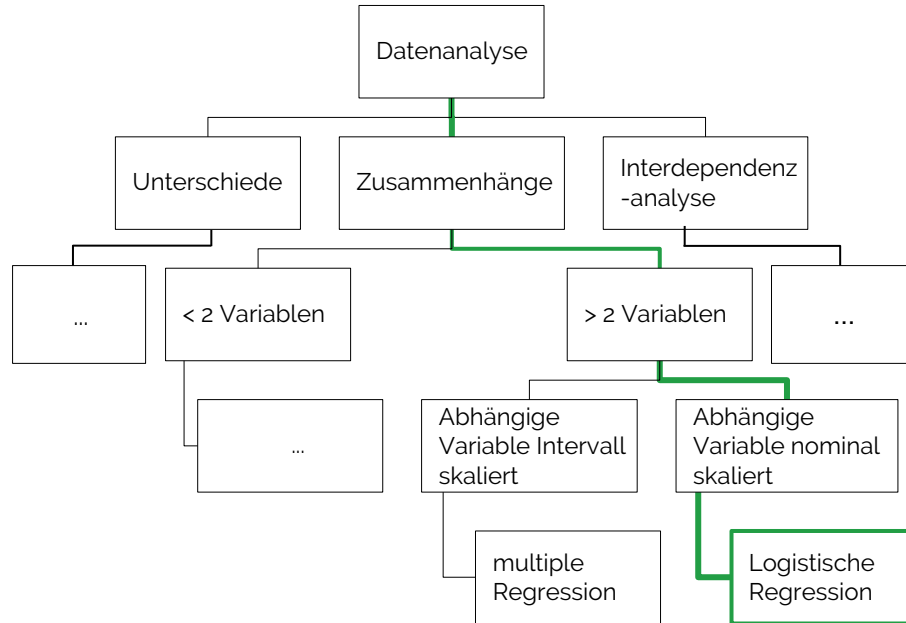 Datenanalyse
Unterschiede
Zusammenhänge
Interdependenz
-analyse
...
< 2 Variablen
> 2 Variablen
...
...
Abhängige
Variable Intervall
skaliert
Abhängige
Variable nominal
skaliert
multiple
Regression
Logistische
Regression